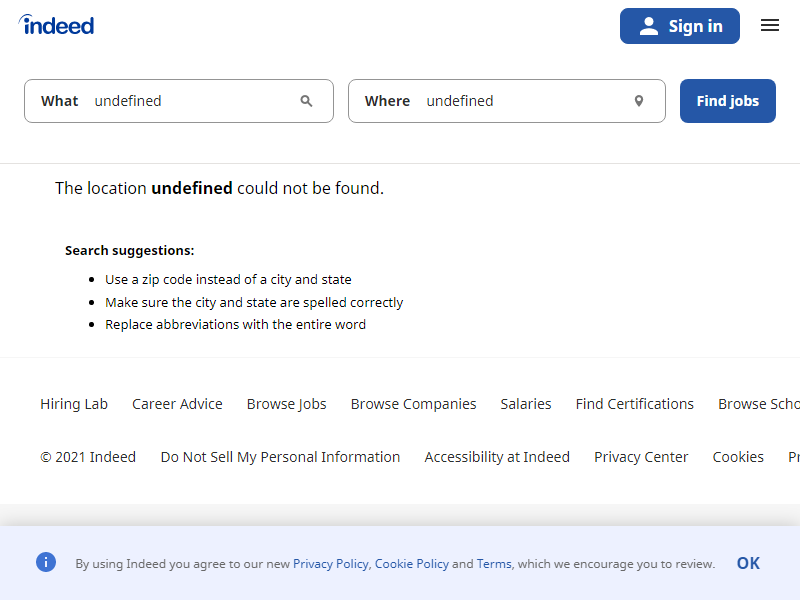 indeed
Sign in
What undefined
Where undefined
Find jobs
The location undefined could not be found.
Search suggestions:
Use a zip code instead of a city and state
Make sure the city and state are spelled correctly
Replace abbreviations with the entire word
Hiring Lab Career Advice Browse Jobs Browse Companies Salaries Find Certifications Browse Scho
© 2021 Indeed Do Not Sell My Personal Information Accessibility at Indeed Privacy Center Cookies Pr
By using Indeed you agree to our new Privacy Policy, Cookie Policy and Terms, which we encourage you to review.
OK